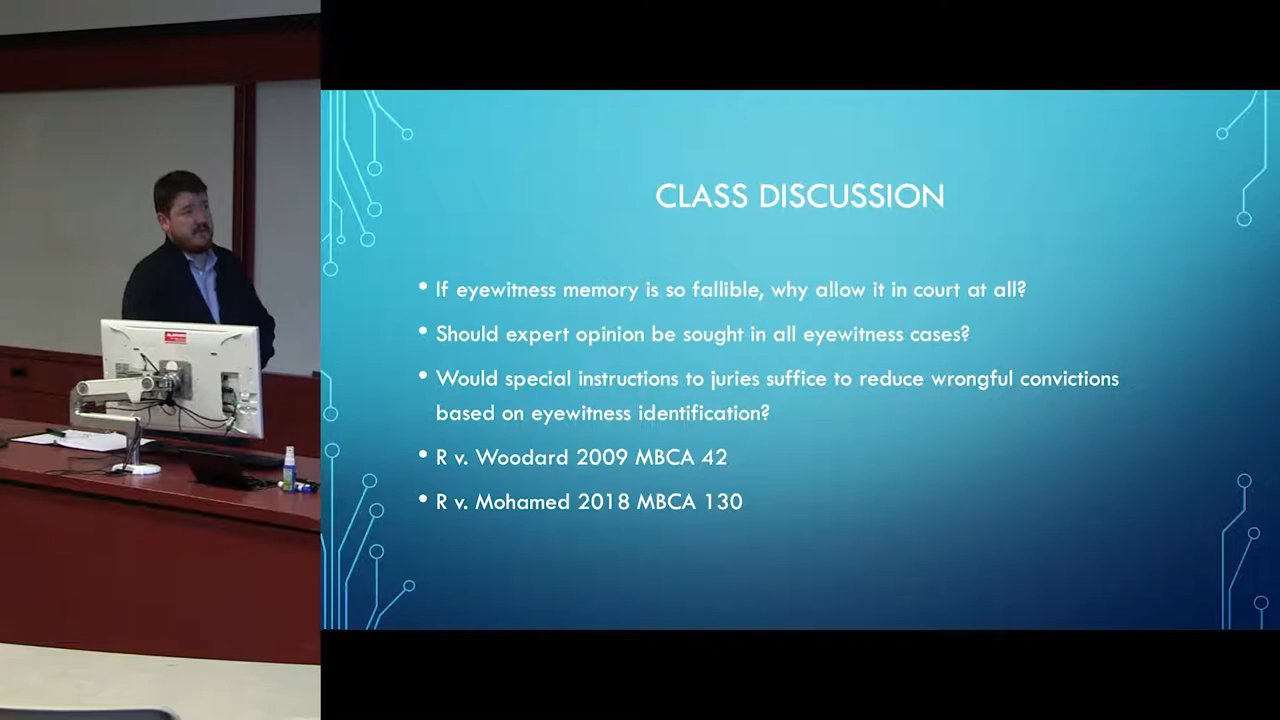 CLASS DISCUSSION
• If eyewitness memory is so fallible, why allow it in court at all?
• Should expert opinion be sought in all eyewitness cases?
• Would special instructions to juries suffice to reduce wrongful convictions
based on eyewitness identification?
• R v. Woodard 2009 MBCA 42
• R v. Mohamed 2018 MBCA 130